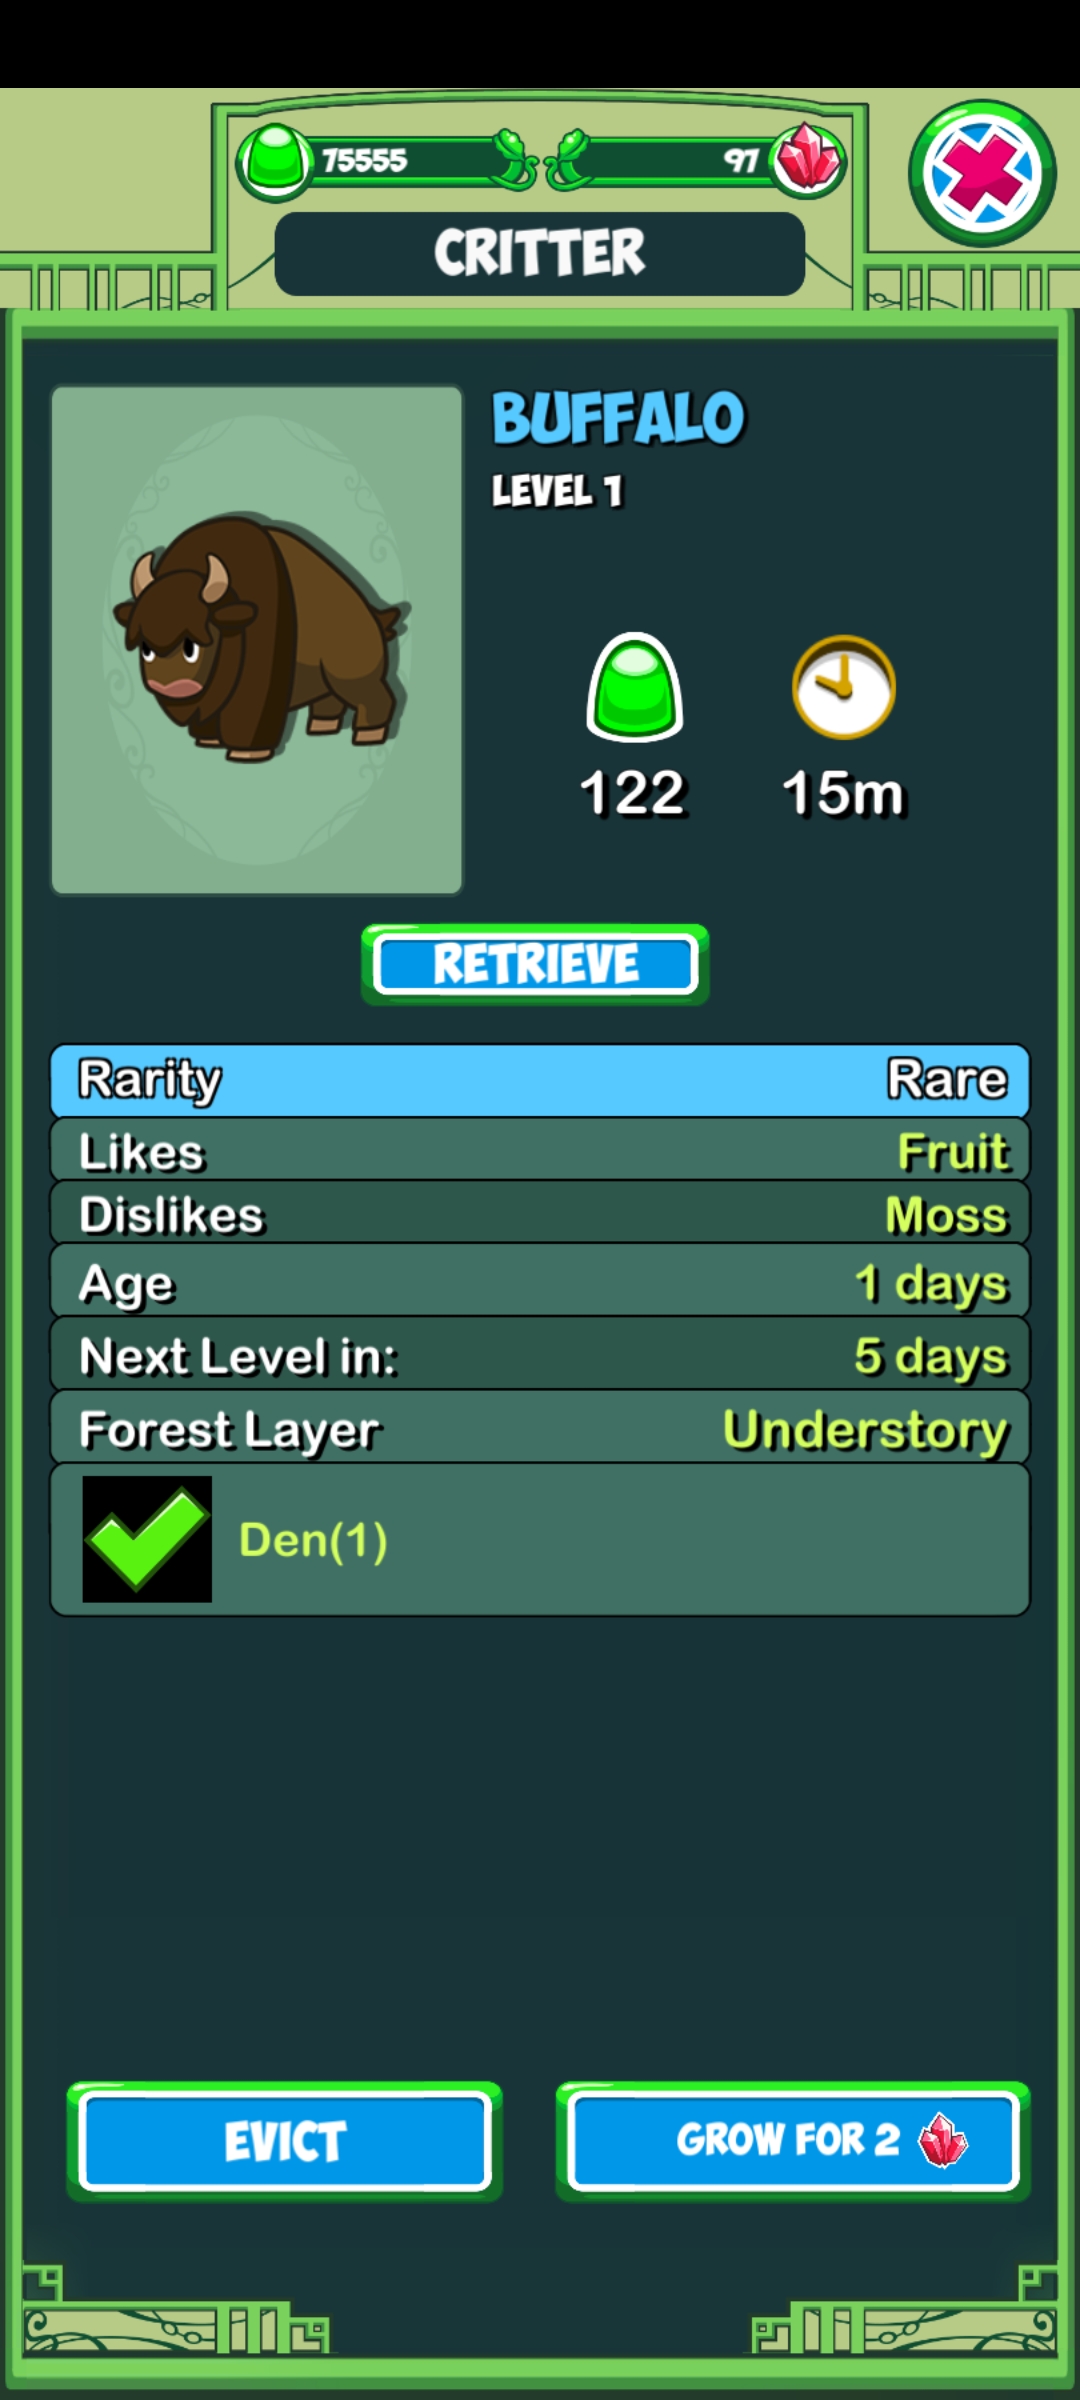 75555 97
CRITTER
BUFFALO
LEVEL 1
122 15m
RETRIEVE
Rarity Rare
Likes Fruit
Dislikes Moss
Age 1 days
Next Level in: 5 days
Forest Layer Understory
Den(1)
EVICT GROW FOR 2